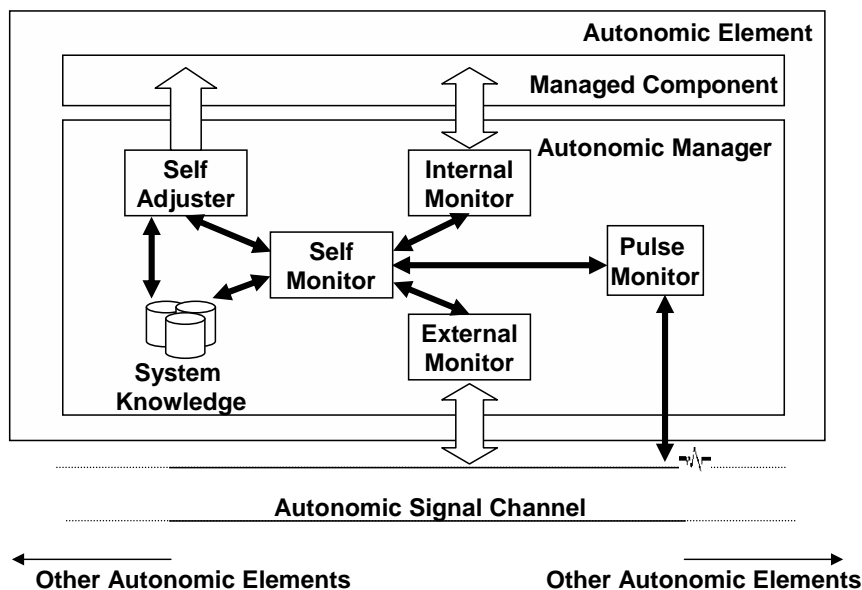 Autonomic Element
Managed Component
Autonomic Manager
Self
Adjuster
Internal
Monitor
Self
Monitor
Pulse
Monitor
External
Monitor
System
Knowledge
Autonomic Signal Channel
Other Autonomic Elements
Other Autonomic Elements